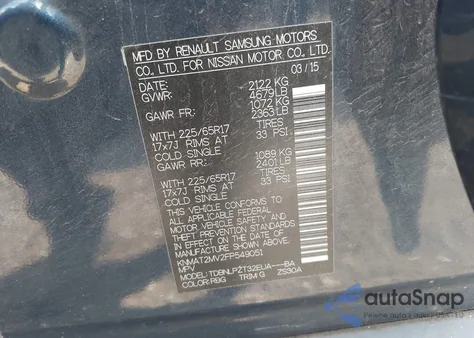 MFD BY RENAULT SAMSUNG MOTORS
CO., LTD. FOR NISSAN MOTOR CO., LTD.
DATE: 03/15
GVWR: 2122 KG
4679 LB
GAWR FR.: 1072 KG
2363 LB
WITH 225/65R17 TIRES
17x7J RIMS AT 33 PSI
COLD SINGLE
GAWR RR.: 1089 KG
2401 LB
WITH 225/65R17 TIRES
17x7J RIMS AT 33 PSI
COLD SINGLE
THIS VEHICLE CONFORMS TO
ALL APPLICABLE FEDERAL
MOTOR VEHICLE SAFETY AND
THEFT PREVENTION STANDARDS
IN EFFECT ON THE DATE OF
MANUFACTURE SHOWN ABOVE.
KNMAT2MV2FP549051
MPV
MODEL: TDBNLPZT32EUA---BA
COLOR:RBG TRIM:G ZS30A
autoSnap